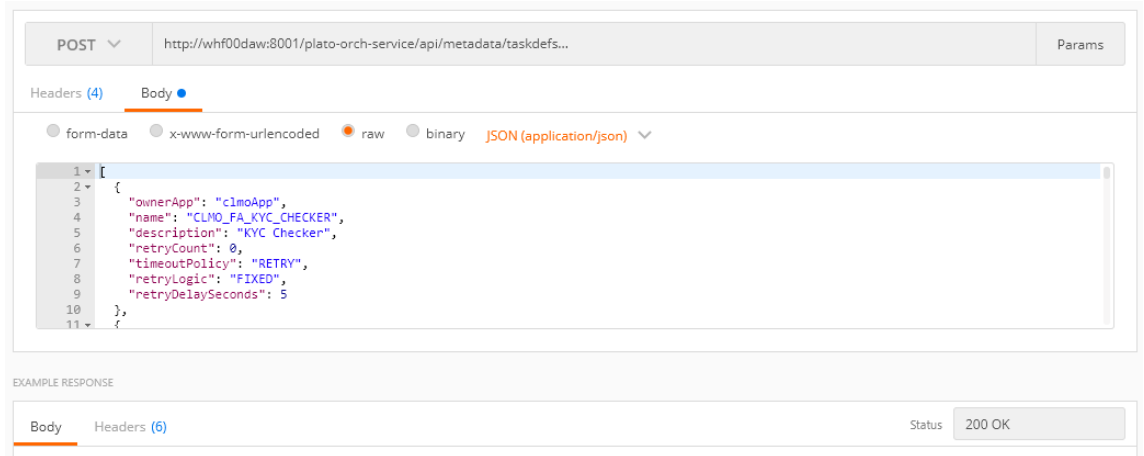 POST http://whf00daw:8001/plato-orch-service/api/metadata/taskdefs... Params
Headers (4) Body
form-data x-www-form-urlencoded raw binary JSON (application/json)
1 [
2 {
3 "ownerApp": "clmoApp",
4 "name": "CLMO_FA_KYC_CHECKER",
5 "description": "KYC Checker",
6 "retryCount": 0,
7 "timeoutPolicy": "RETRY",
8 "retryLogic": "FIXED",
9 "retryDelaySeconds": 5
10 },
11 {
EXAMPLE RESPONSE
Body Headers (6) Status 200 OK